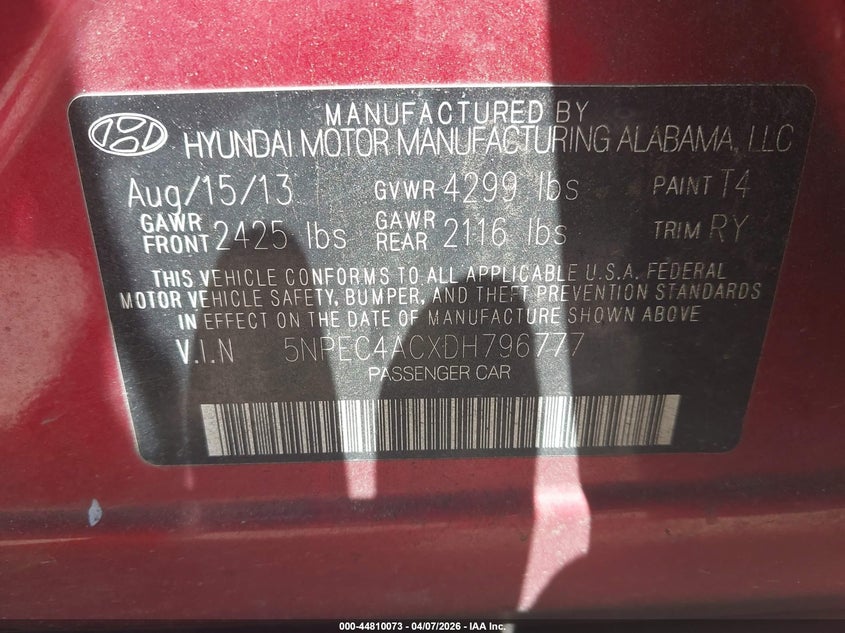 MANUFACTURED BY
HYUNDAI MOTOR MANUFACTURING ALABAMA, LLC
Aug/15/13 GVWR 4299 lbs PAINT T4
GAWR FRONT 2425 lbs GAWR REAR 2116 lbs TRIM RY
THIS VEHICLE CONFORMS TO ALL APPLICABLE U.S.A. FEDERAL
MOTOR VEHICLE SAFETY, BUMPER, AND THEFT PREVENTION STANDARDS
IN EFFECT ON THE DATE OF MANUFACTURE SHOWN ABOVE.
V.I.N 5NPEC4ACXDH796777
PASSENGER CAR
000-44810073 - 04/07/2026 - IAA Inc.